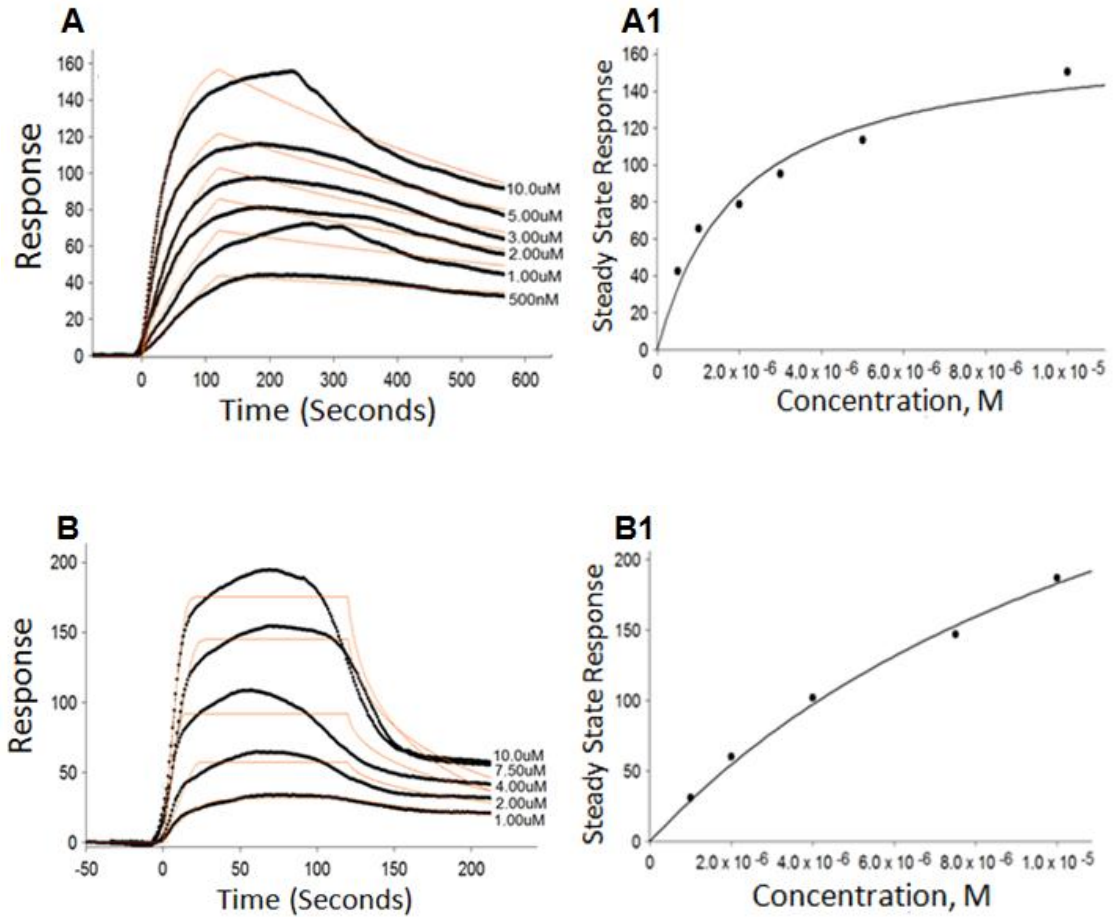 A
160
140
120
100
80
60
40
20
0
Response
10.0uM
5.00uM
3.00uM
2.00uM
1.00uM
500nM
0 100 200 300 400 500 600
Time (Seconds)
A1
160
140
120
100
80
60
40
20
0
Steady State Response
0 2.0 x 10⁻⁶ 4.0 x 10⁻⁶ 6.0 x 10⁻⁶ 8.0 x 10⁻⁶ 1.0 x 10⁻⁵
Concentration, M
B
200
150
100
50
0
Response
10.0uM
7.50uM
4.00uM
2.00uM
1.00uM
-50 0 50 100 150 200
Time (Seconds)
B1
200
150
100
50
0
Steady State Response
0 2.0 x 10⁻⁶ 4.0 x 10⁻⁶ 6.0 x 10⁻⁶ 8.0 x 10⁻⁶ 1.0 x 10⁻⁵
Concentration, M